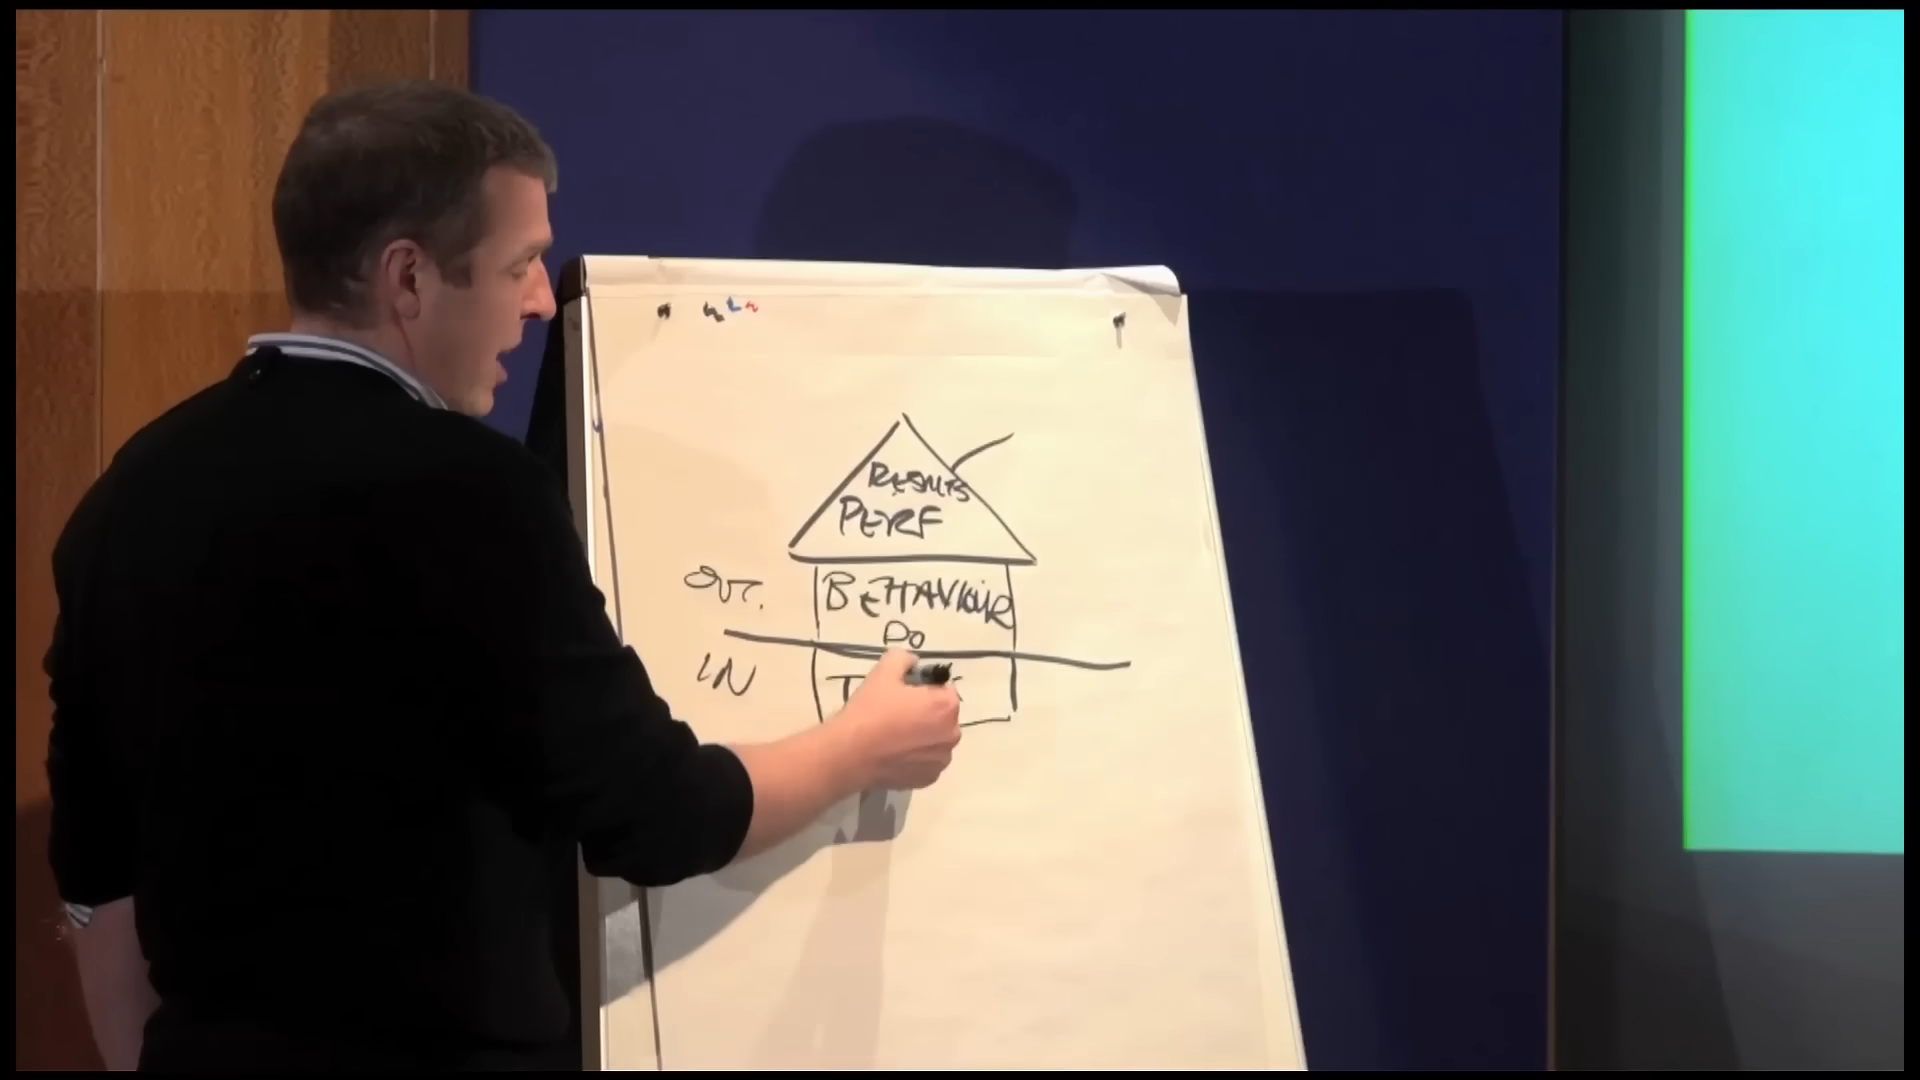 RESULTS
PERF
OUT.
BEHAVIOUR
DO
IN